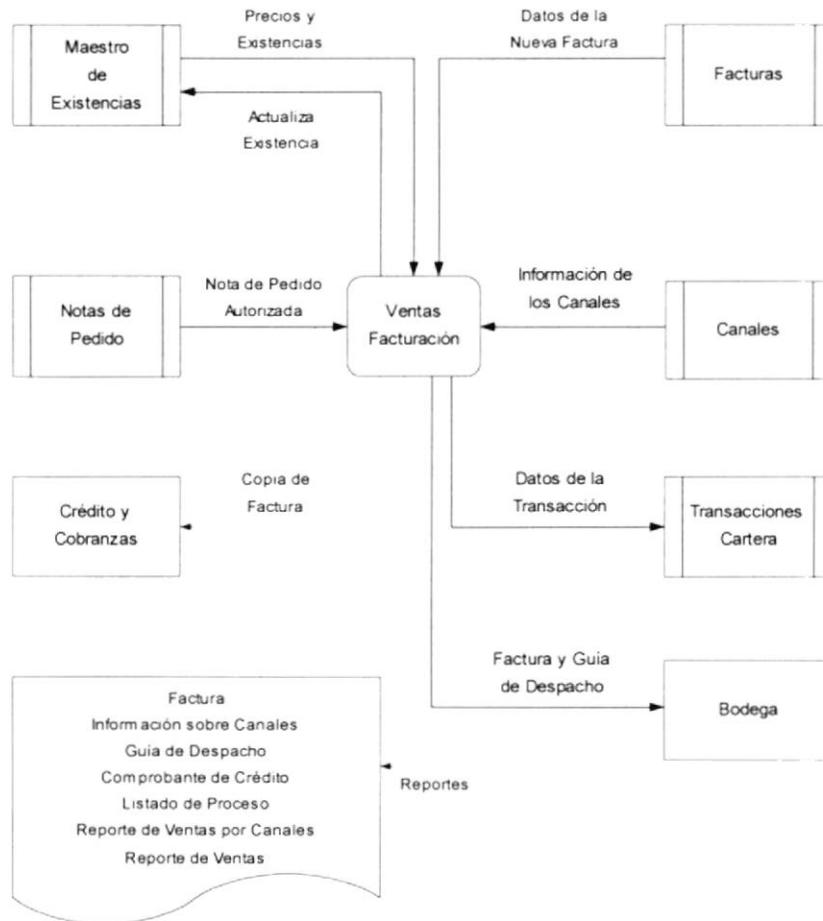 Precios y
Existencias
Datos de la
Nueva Factura
Maestro
de
Existencias
Facturas
Actualiza
Existencia
Notas de
Pedido
Nota de Pedido
Autorizada
Ventas
Facturación
Información de
los Canales
Canales
Crédito y
Cobranzas
Copia de
Factura
Datos de la
Transacción
Transacciones
Cartera
Factura y Guía
de Despacho
Bodega
Factura
Información sobre Canales
Guía de Despacho
Comprobante de Crédito
Listado de Proceso
Reporte de Ventas por Canales
Reporte de Ventas
Reportes